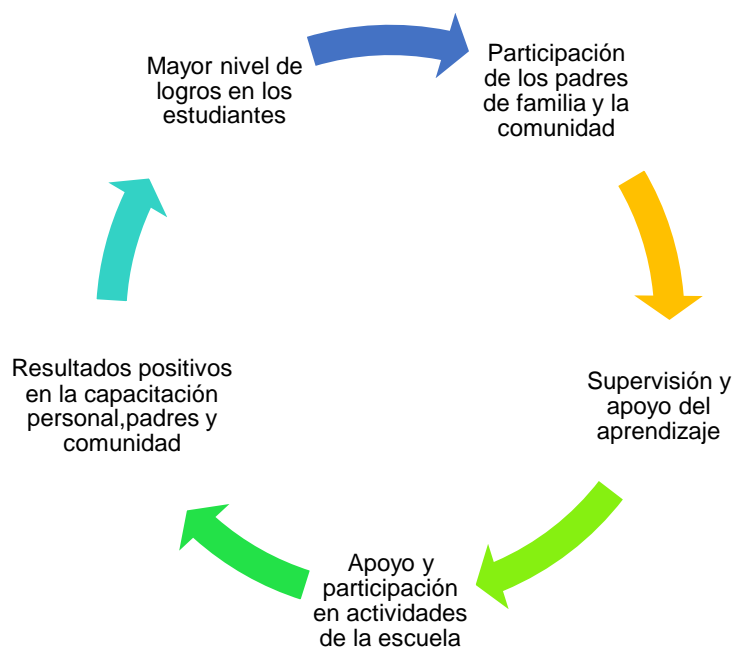 Mayor nivel de
logros en los
estudiantes
Participación
de los padres
de familia y la
comunidad
Supervisión y
apoyo del
aprendizaje
Apoyo y
participación
en actividades
de la escuela
Resultados positivos
en la capacitación
personal,padres y
comunidad